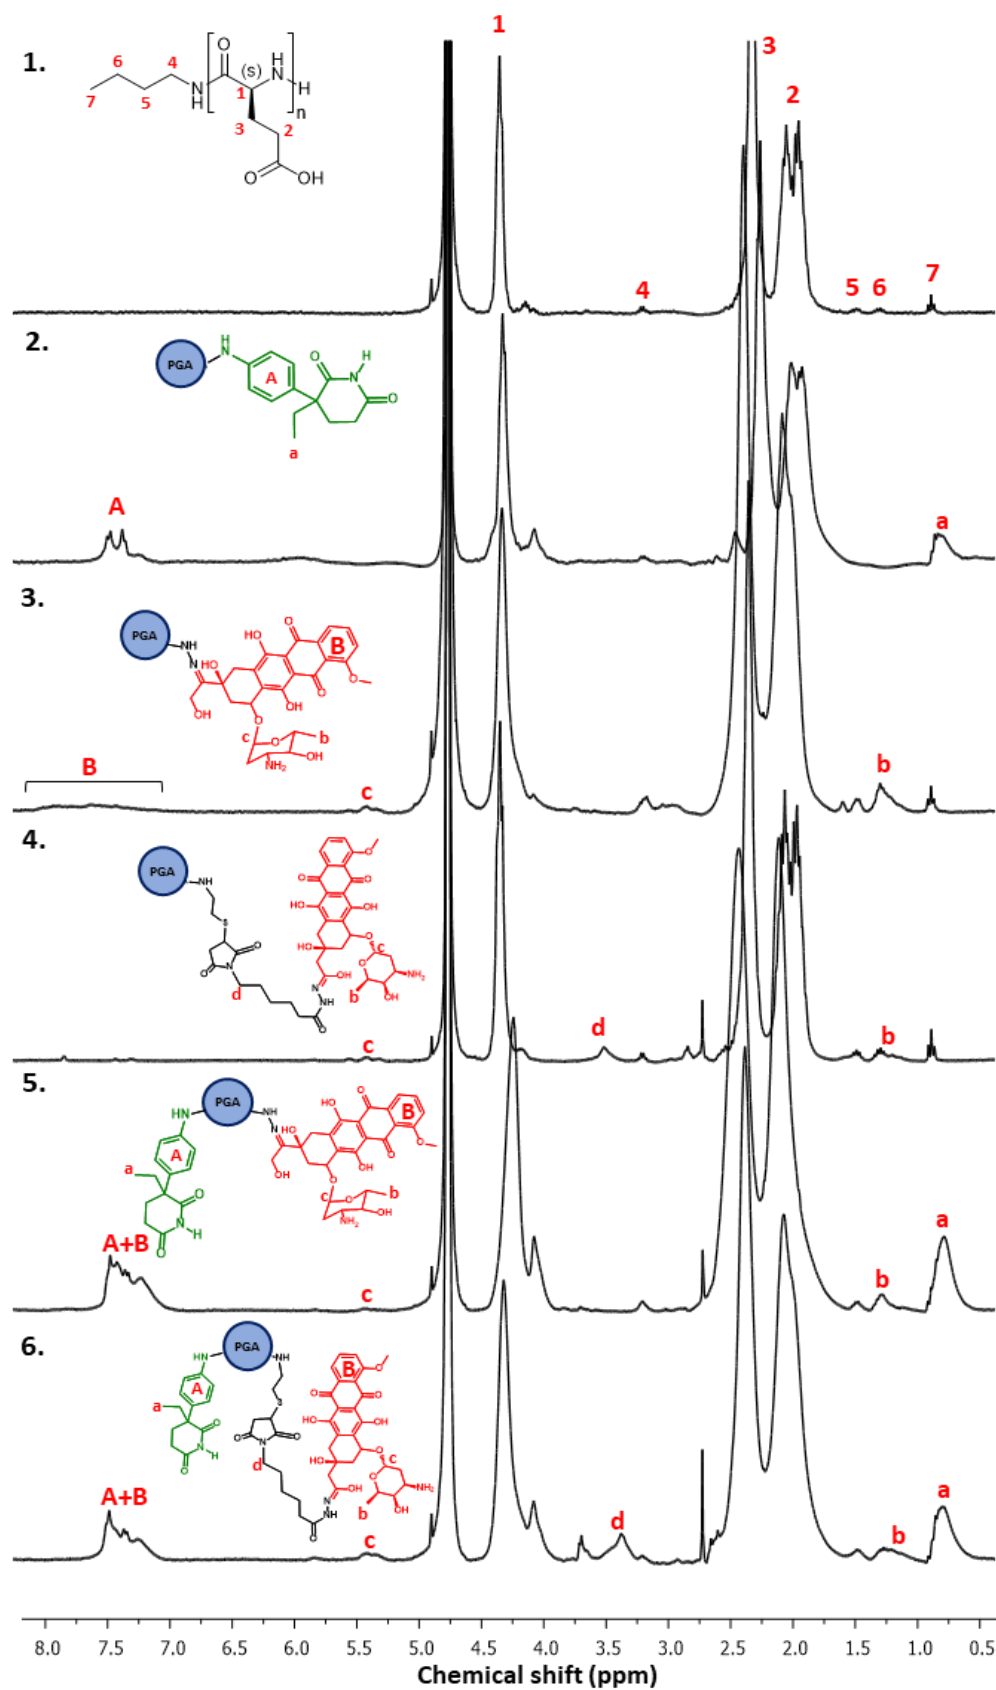 1.
O
H
(S)
N
H
N
H
n
O
OH
1
2
3
4
5
6
7
1
3
2
4
5
6
7
2.
PGA
H
N
A
O
N
H
O
a
A
a
3.
PGA
NH
N
HO
OH
HO
O
B
O
O
OH
O
c
O
b
OH
NH2
B
c
b
4.
PGA
NH
S
O
O
N
d
O
O
O
HO
OH
HO
O
c
O
NH2
b
OH
OH
N
NH
O
c
d
b
5.
HN
PGA
NH
N
HO
OH
HO
O
B
O
O
OH
A
a
O
N
H
O
O
c
O
b
OH
NH2
A+B
c
b
a
6.
HN
PGA
NH
A
a
O
N
H
O
S
O
O
N
d
B
O
O
O
HO
OH
HO
O
c
O
NH2
b
OH
OH
N
NH
O
A+B
c
d
b
a
8.0 7.5 7.0 6.5 6.0 5.5 5.0 4.5 4.0 3.5 3.0 2.5 2.0 1.5 1.0 0.5
Chemical shift (ppm)